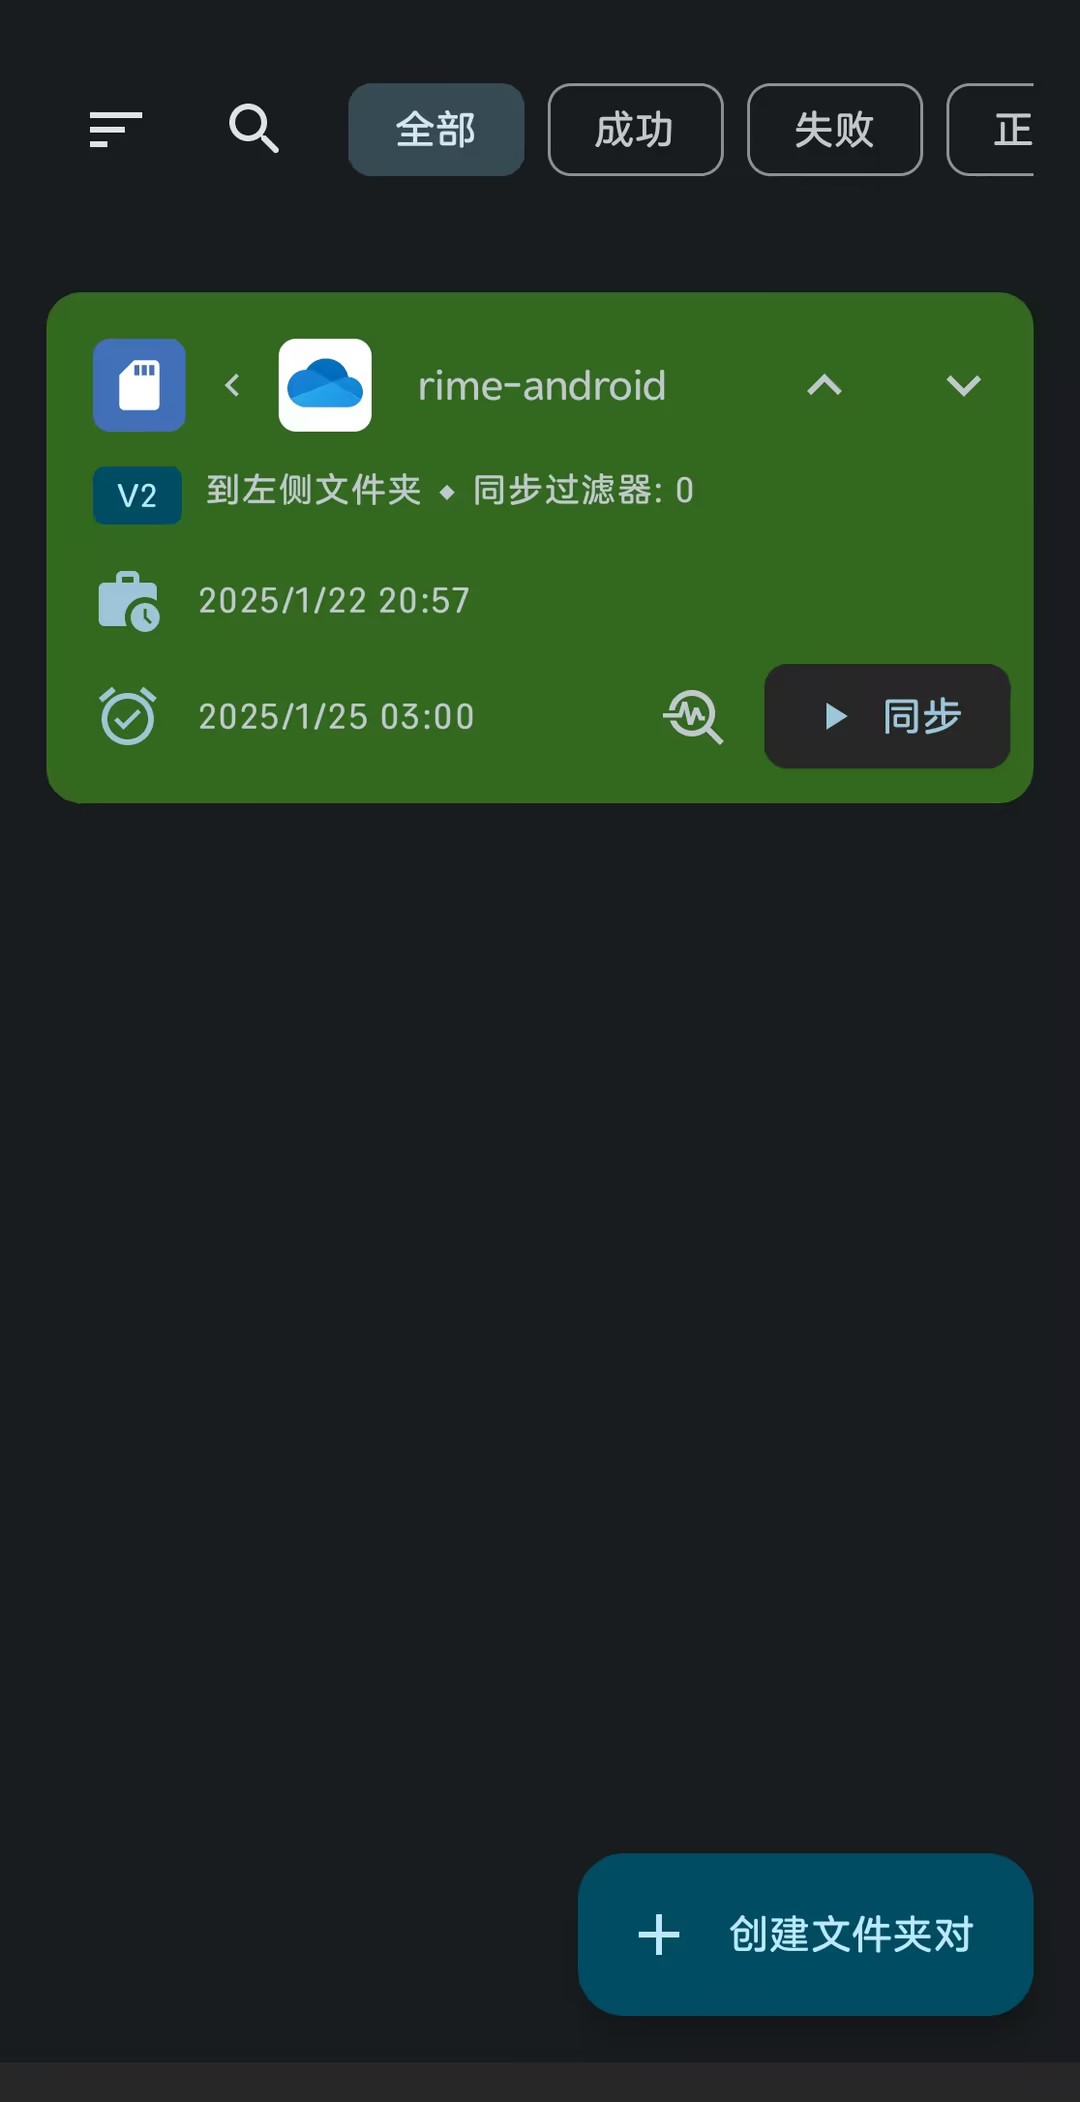 全部 成功 失败 正
rime-android
V2 到左侧文件夹 ◆ 同步过滤器: 0
2025/1/22 20:57
2025/1/25 03:00 同步
创建文件夹对